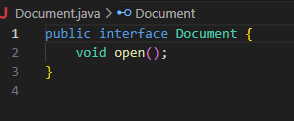 Document.java > Document
1 public interface Document {
2     void open();
3 }
4